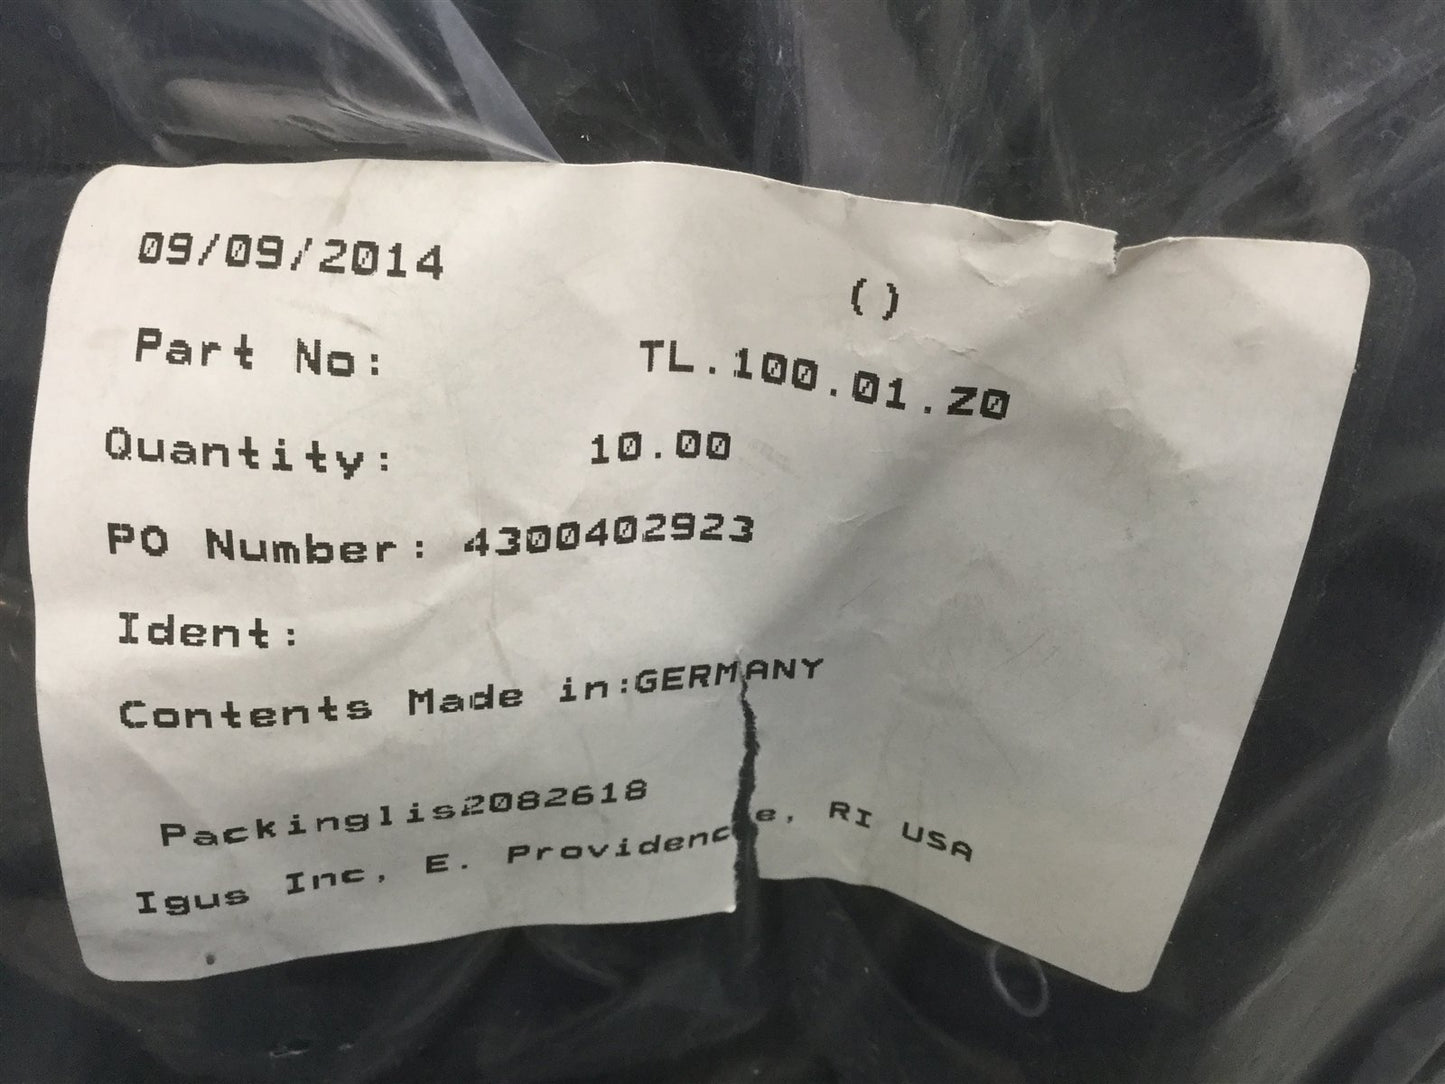 09/09/2014
()
Part No: TL.100.01.Z0
Quantity: 10.00
PO Number: 4300402923
Ident:
Contents Made in:GERMANY
Packinglis2082618
Igus Inc, E. Providence, RI USA